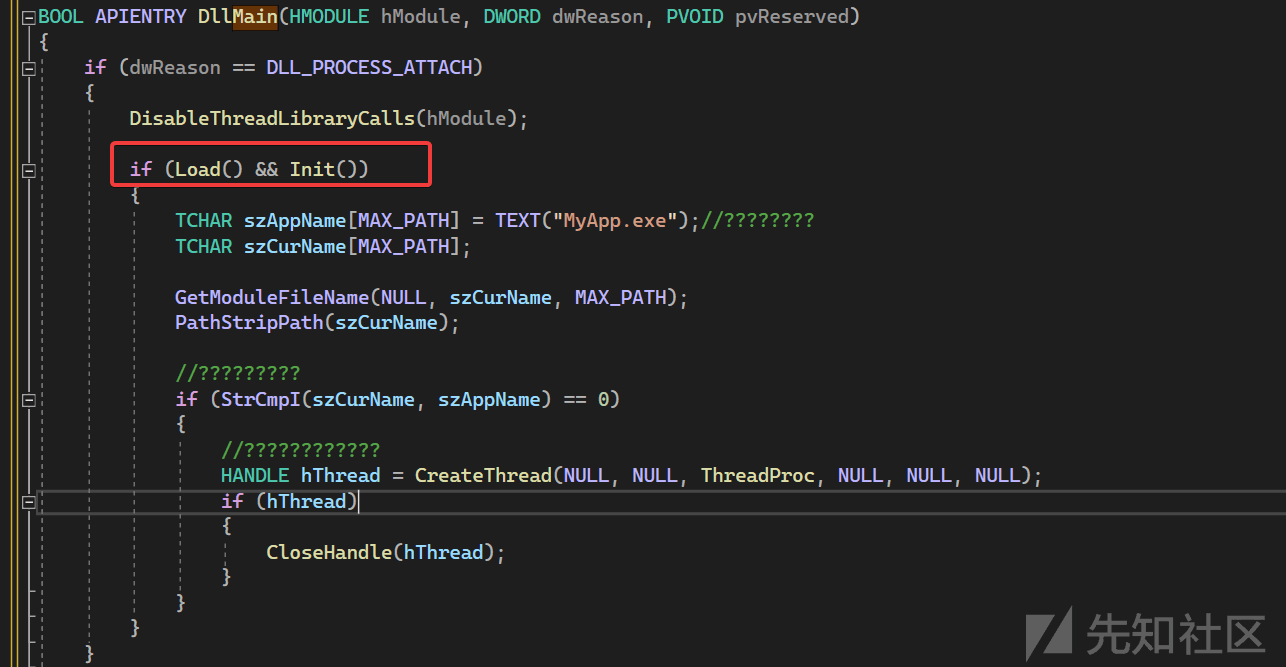 BOOL APIENTRY DllMain(HMODULE hModule, DWORD dwReason, PVOID pvReserved)
{
    if (dwReason == DLL_PROCESS_ATTACH)
    {
        DisableThreadLibraryCalls(hModule);

        if (Load() && Init())
        {
            TCHAR szAppName[MAX_PATH] = TEXT("MyApp.exe");//????????
            TCHAR szCurName[MAX_PATH];

            GetModuleFileName(NULL, szCurName, MAX_PATH);
            PathStripPath(szCurName);

            //?????????
            if (StrCmpI(szCurName, szAppName) == 0)
            {
                //????????????
                HANDLE hThread = CreateThread(NULL, NULL, ThreadProc, NULL, NULL, NULL);
                if (hThread)
                {
                    CloseHandle(hThread);
                }
            }
        }
    }
先知社区